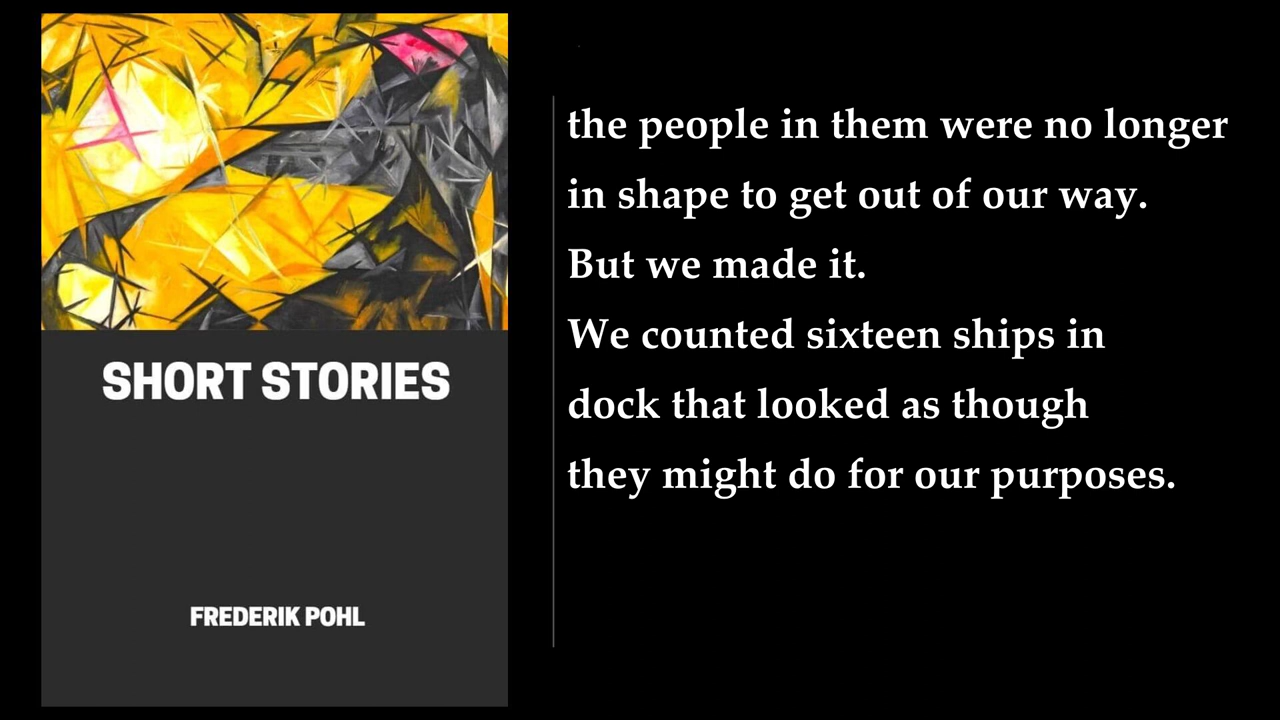 SHORT STORIES
FREDERIK POHL
the people in them were no longer
in shape to get out of our way.
But we made it.
We counted sixteen ships in
dock that looked as though
they might do for our purposes.